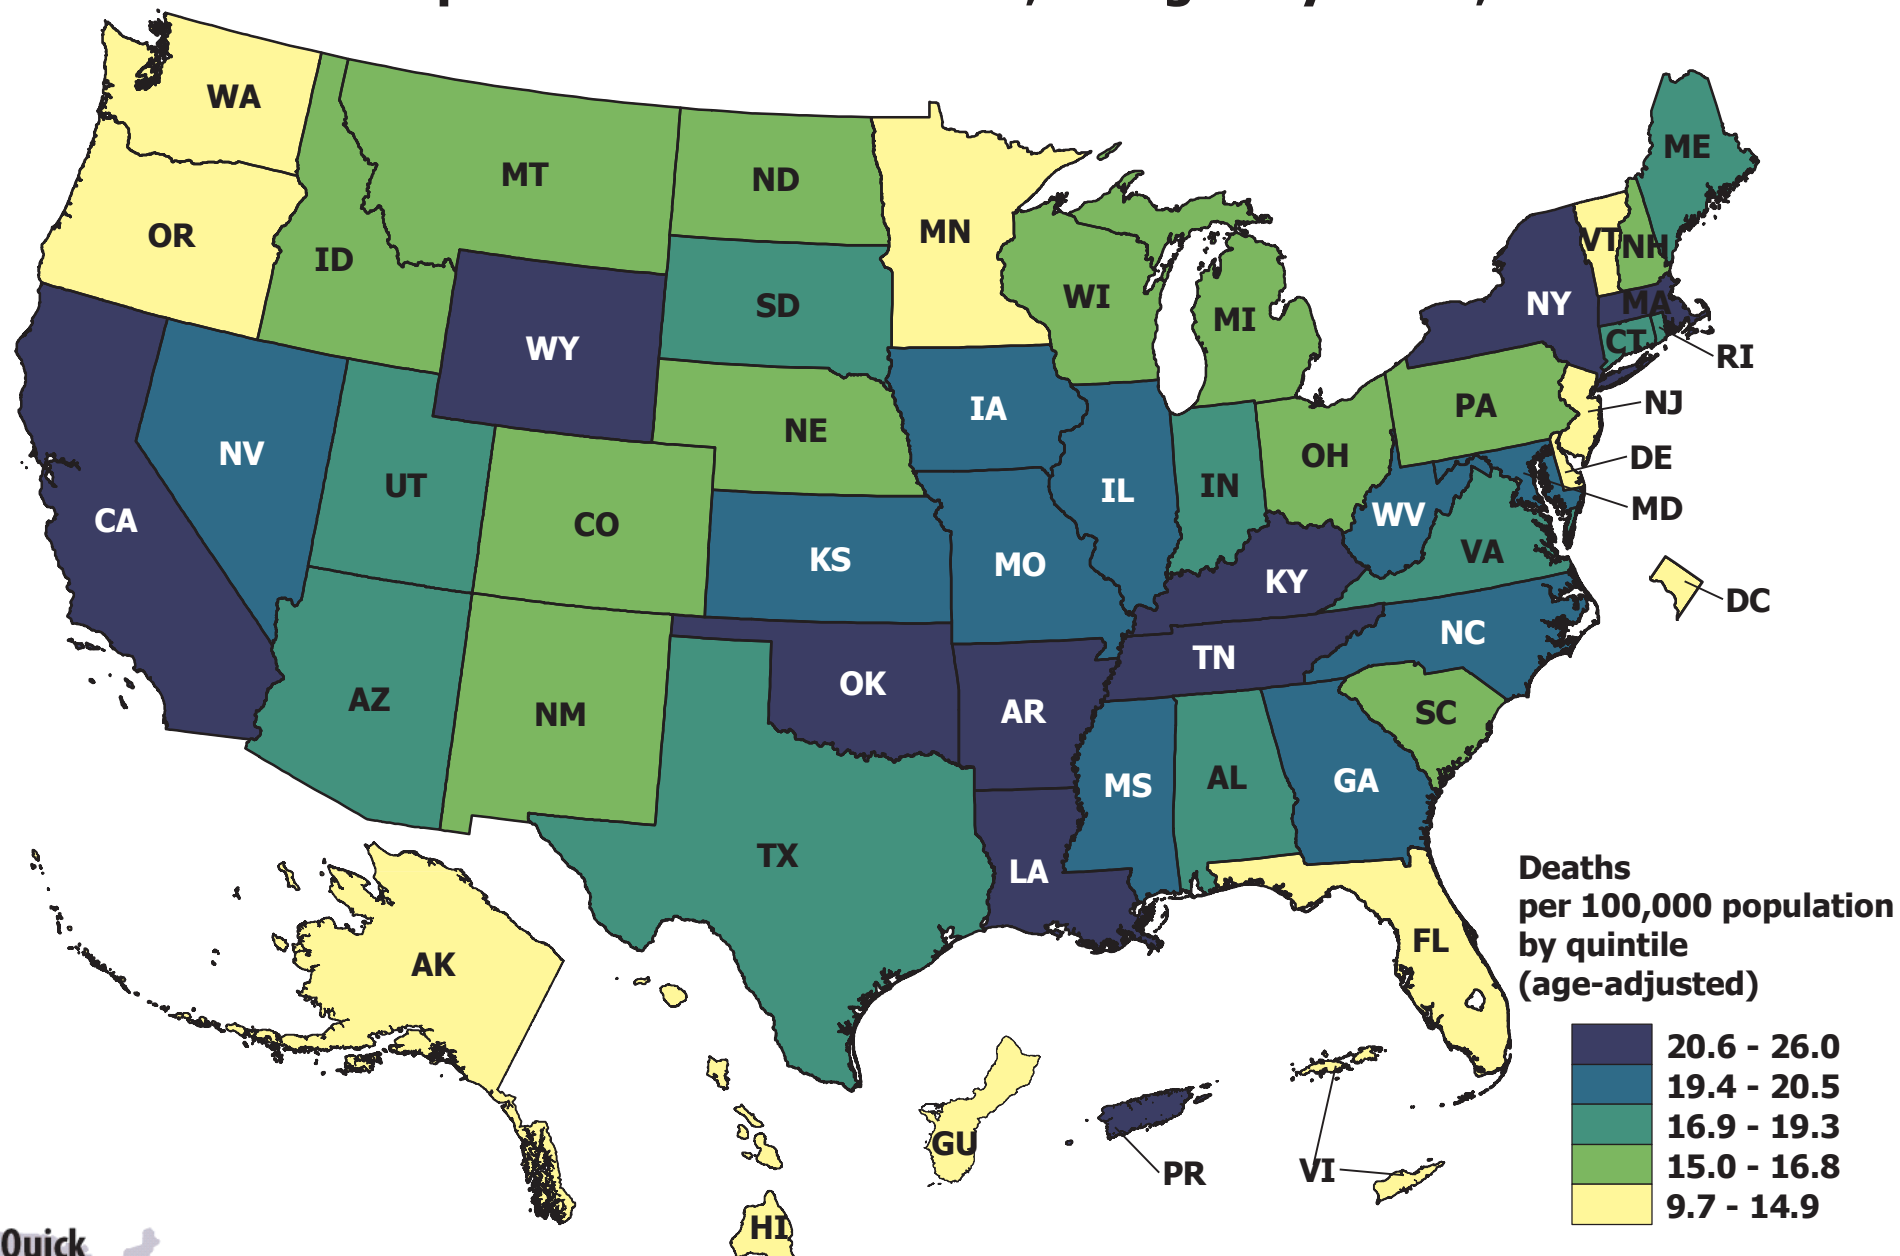 WA
MT
ND
ME
OR
ID
MN
VT
NH
WI
SD
NY
MA
MI
WY
CT
RI
IA
PA
NJ
NE
NV
OH
DE
UT
IN
IL
MD
CA
CO
WV
VA
KS
MO
KY
DC
NC
TN
OK
AZ
AR
NM
SC
MS
AL
GA
TX
LA
FL
AK
GU
PR
VI
HI
Deaths
per 100,000 population
by quintile
(age-adjusted)
20.6 - 26.0
19.4 - 20.5
16.9 - 19.3
15.0 - 16.8
9.7 - 14.9
Quick